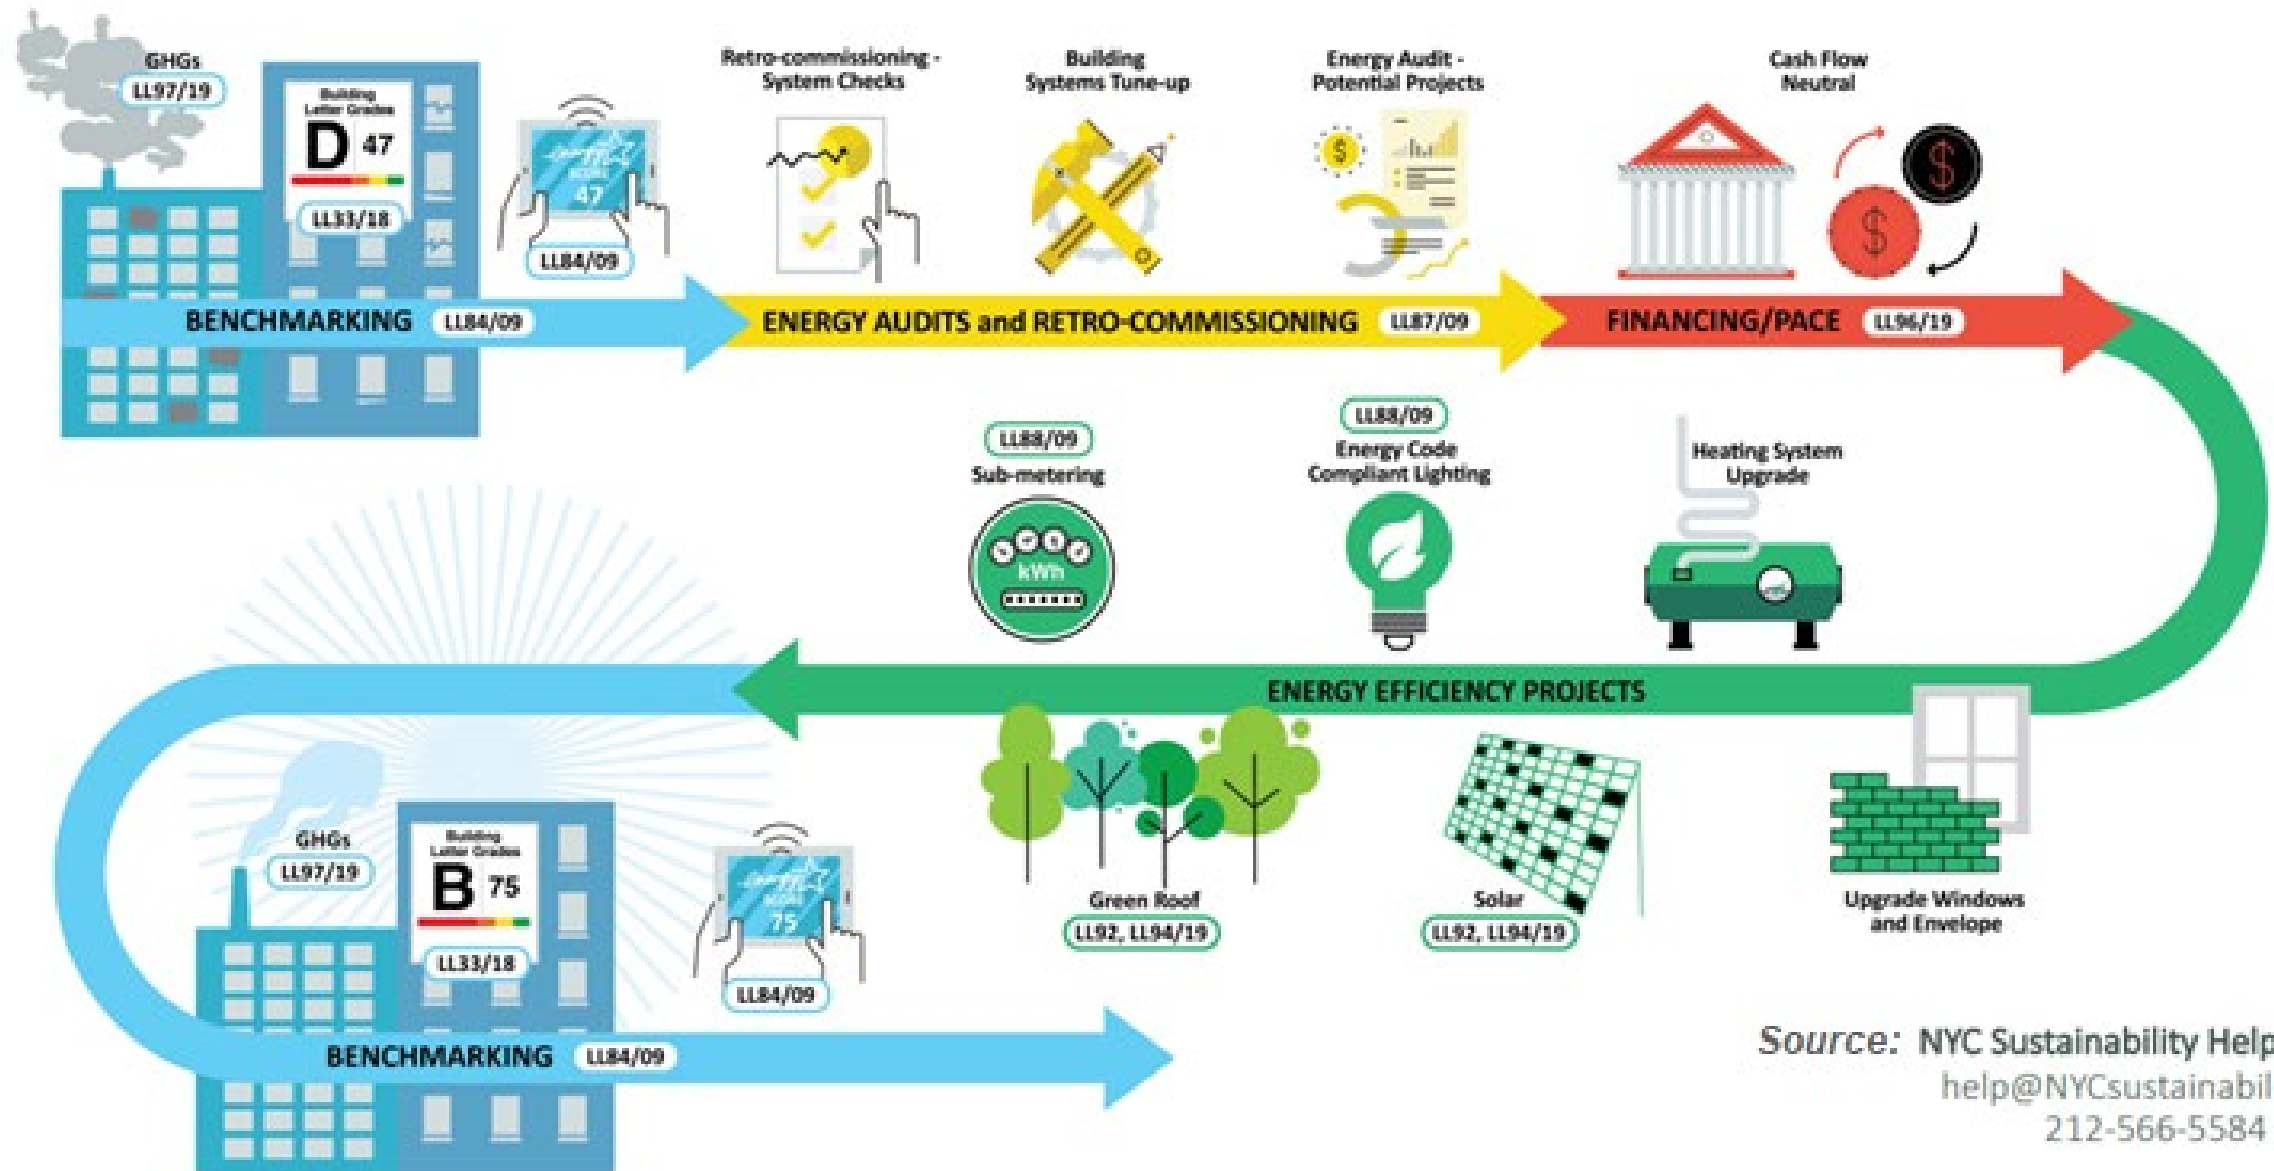 GHGs
LL97/19
Building
Letter Grades
D 47
LL33/18
SCORE
47
LL84/09
Retro-commissioning -
System Checks
Building
Systems Tune-up
Energy Audit -
Potential Projects
$
Cash Flow
Neutral
$
$
BENCHMARKING LL84/09
ENERGY AUDITS and RETRO-COMMISSIONING LL87/09
FINANCING/PACE LL96/19
LL88/09
Sub-metering
kWh
LL88/09
Energy Code
Compliant Lighting
Heating System
Upgrade
ENERGY EFFICIENCY PROJECTS
Green Roof
LL92, LL94/19
Solar
LL92, LL94/19
Upgrade Windows
and Envelope
GHGs
LL97/19
Building
Letter Grades
B 75
LL33/18
SCORE
75
LL84/09
BENCHMARKING LL84/09
Source: NYC Sustainability Help
help@NYCsustainabil
212-566-5584